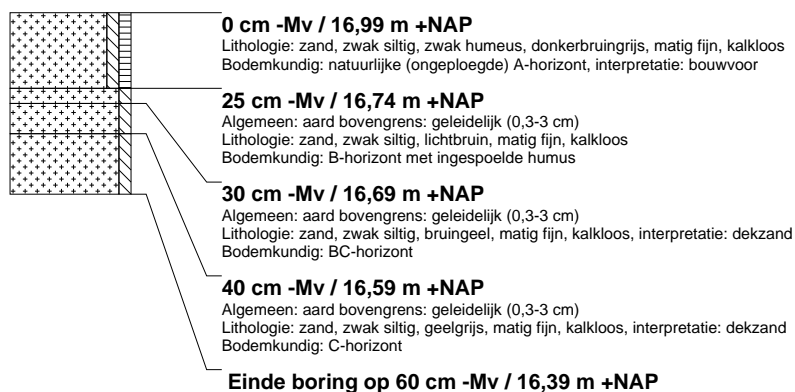 0 cm -Mv / 16,99 m +NAP
Lithologie: zand, zwak siltig, zwak humeus, donkerbruingrijs, matig fijn, kalkloos
Bodemkundig: natuurlijke (ongeploegde) A-horizont, interpretatie: bouwvoor
25 cm -Mv / 16,74 m +NAP
Algemeen: aard bovengrens: geleidelijk (0,3-3 cm)
Lithologie: zand, zwak siltig, lichtbruin, matig fijn, kalkloos
Bodemkundig: B-horizont met ingespoelde humus
30 cm -Mv / 16,69 m +NAP
Algemeen: aard bovengrens: geleidelijk (0,3-3 cm)
Lithologie: zand, zwak siltig, bruingeel, matig fijn, kalkloos, interpretatie: dekzand
Bodemkundig: BC-horizont
40 cm -Mv / 16,59 m +NAP
Algemeen: aard bovengrens: geleidelijk (0,3-3 cm)
Lithologie: zand, zwak siltig, geelgrijs, matig fijn, kalkloos, interpretatie: dekzand
Bodemkundig: C-horizont
Einde boring op 60 cm -Mv / 16,39 m +NAP